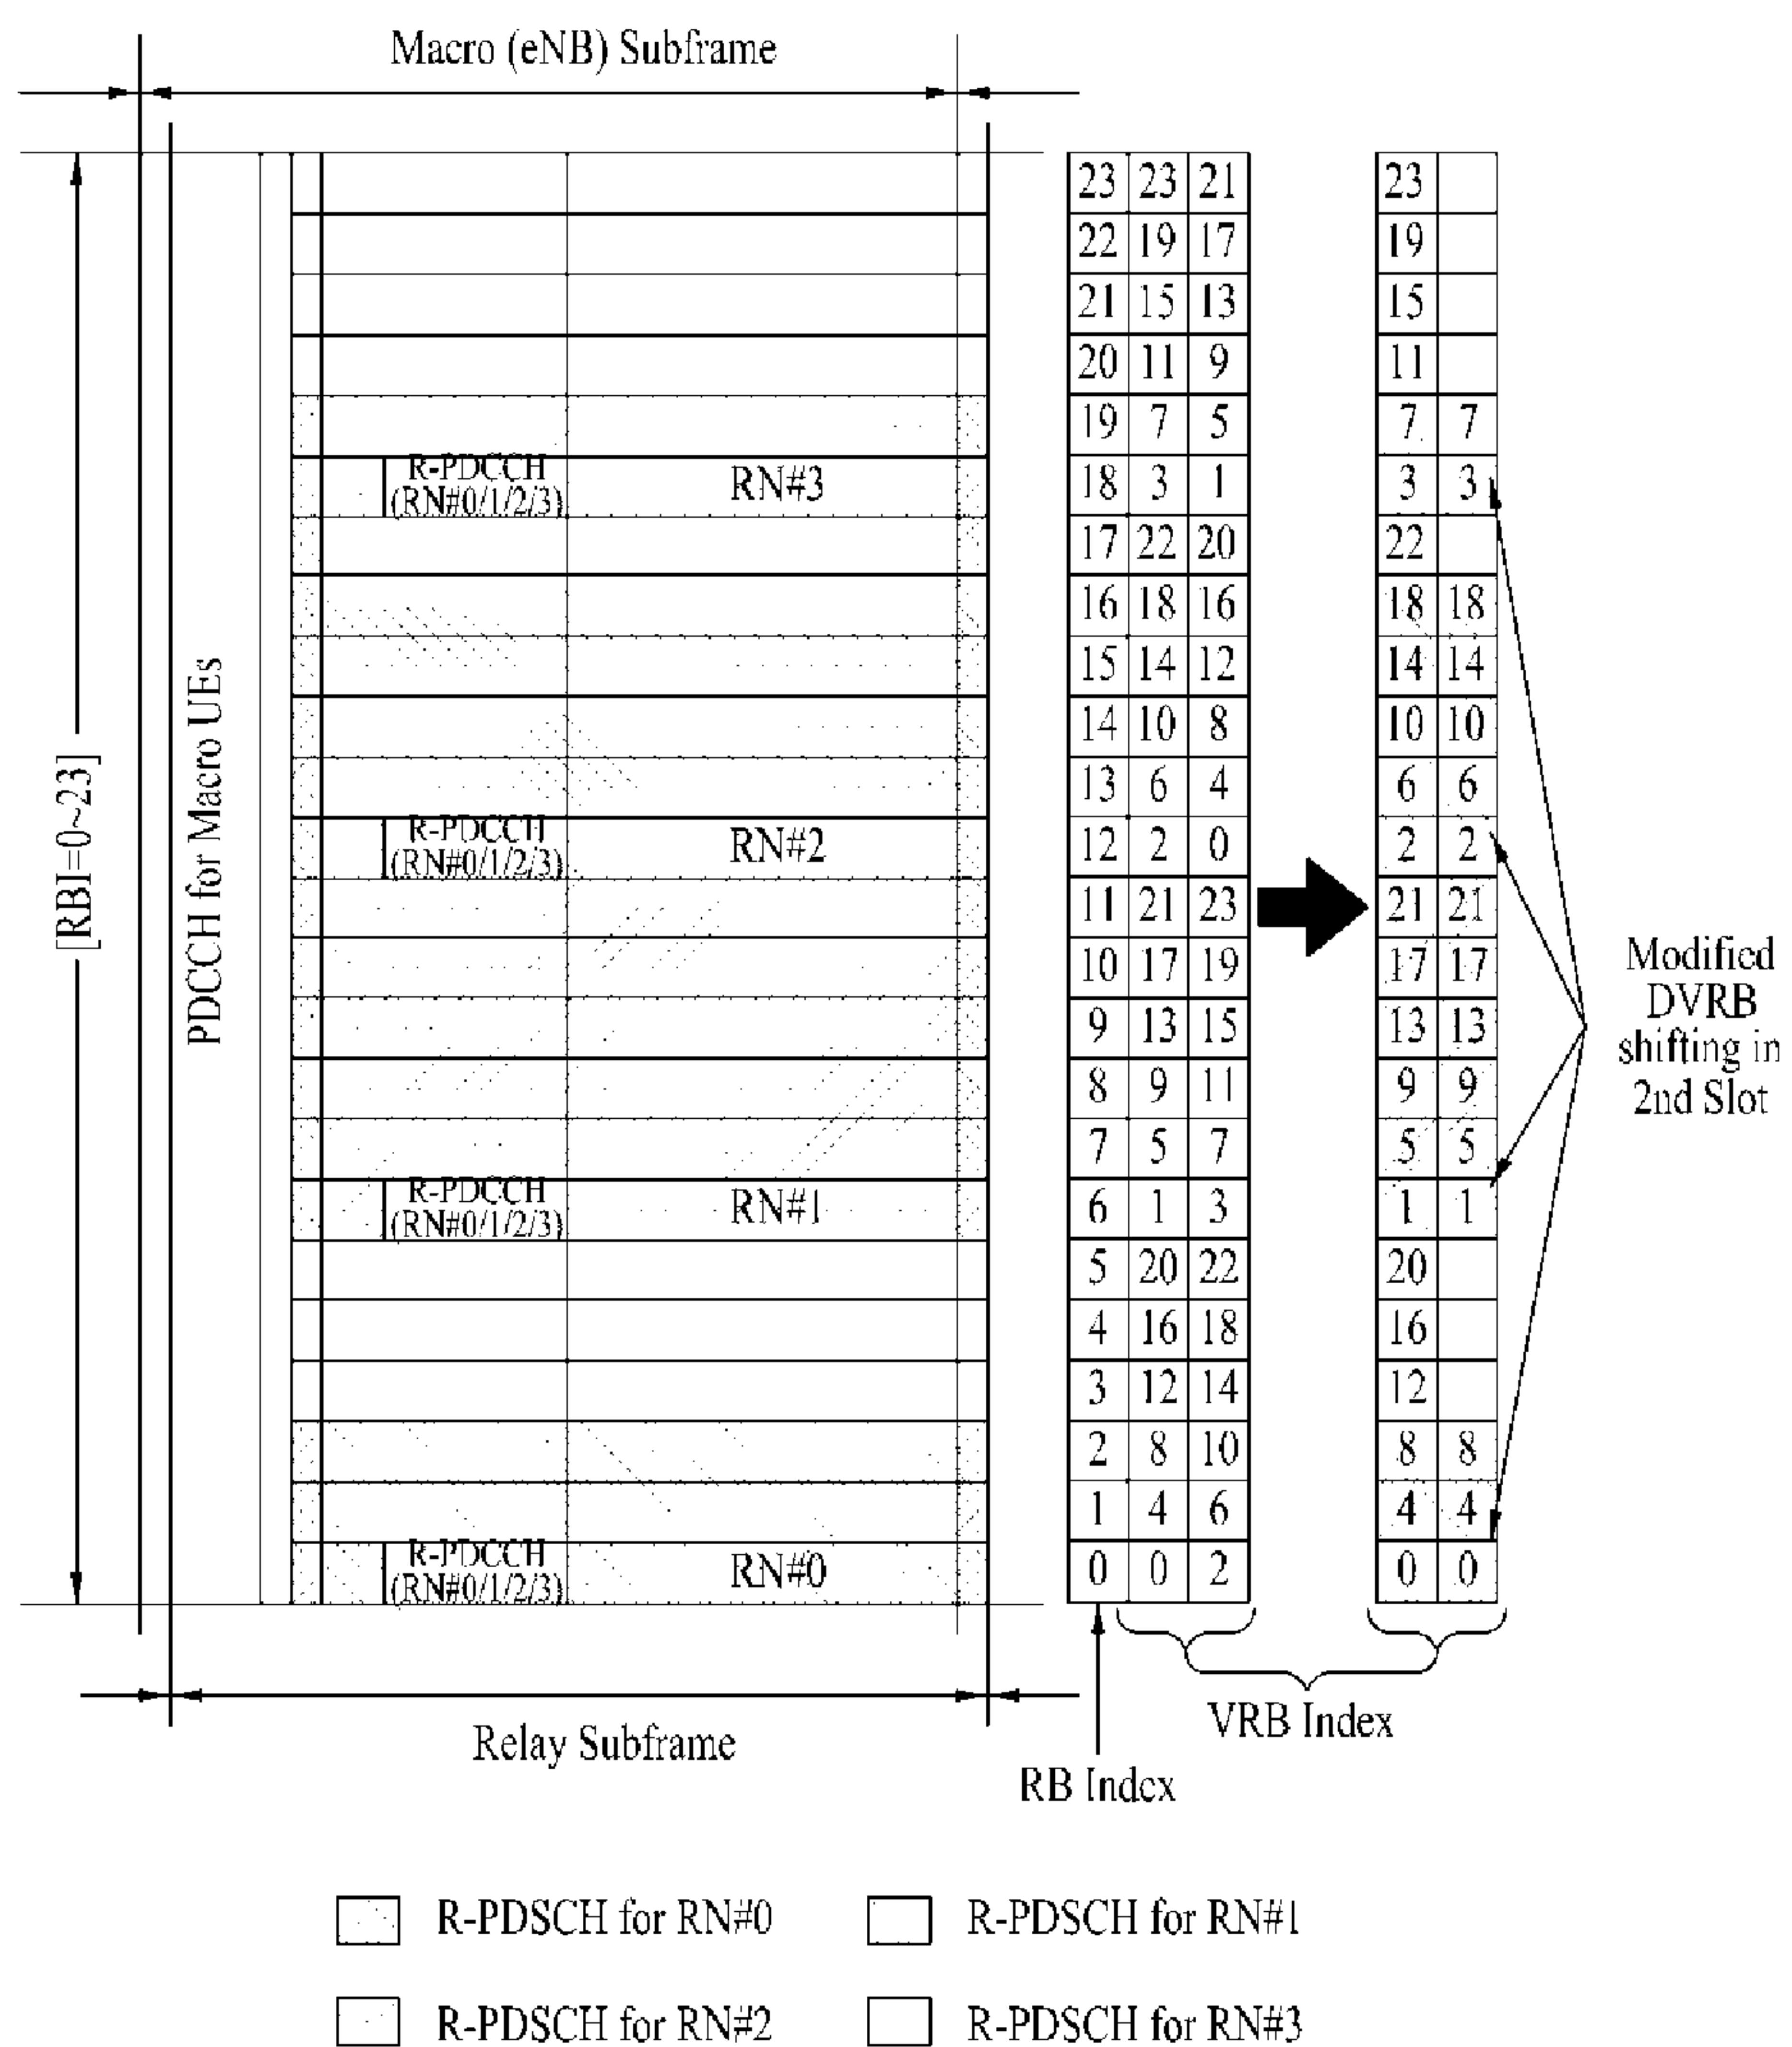 Macro (eNB) Subframe
[RBI=0~23]
PDCCH for Macro UEs
23 23 21 23
22 19 17 19
21 15 13 15
20 11 9 11
19 7 5 7 7
R-PDCCH
(RN#0/1/2/3) RN#3 18 3 1 3 3
17 22 20 22
16 18 16 18 18
15 14 12 14 14
14 10 8 10 10
13 6 4 6 6
R-PDCCH
(RN#0/1/2/3) RN#2 12 2 0 2 2
11 21 23 21 21
10 17 19 17 17
9 13 15 13 13
8 9 11 9 9
7 5 7 5 5
R-PDCCH
(RN#0/1/2/3) RN#1 6 1 3 1 1
5 20 22 20
4 16 18 16
3 12 14 12
2 8 10 8 8
1 4 6 4 4
R-PDCCH
(RN#0/1/2/3) RN#0 0 0 2 0 0
Modified
DVRB
shifting in
2nd Slot
Relay Subframe
VRB Index
RB Index
R-PDSCH for RN#0
R-PDSCH for RN#1
R-PDSCH for RN#2
R-PDSCH for RN#3